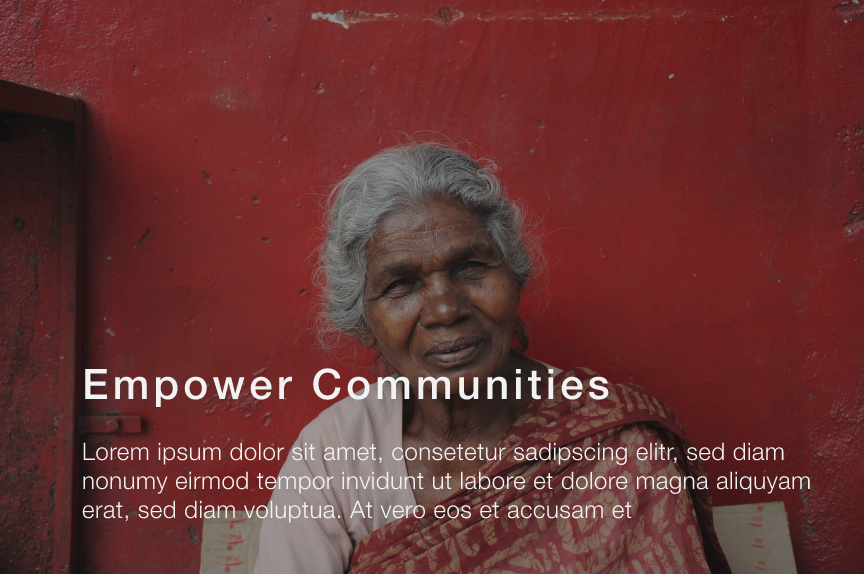 Empower Communities
Lorem ipsum dolor sit amet, consetetur sadipscing elitr, sed diam
nonumy eirmod tempor invidunt ut labore et dolore magna aliquyam
erat, sed diam voluptua. At vero eos et accusam et